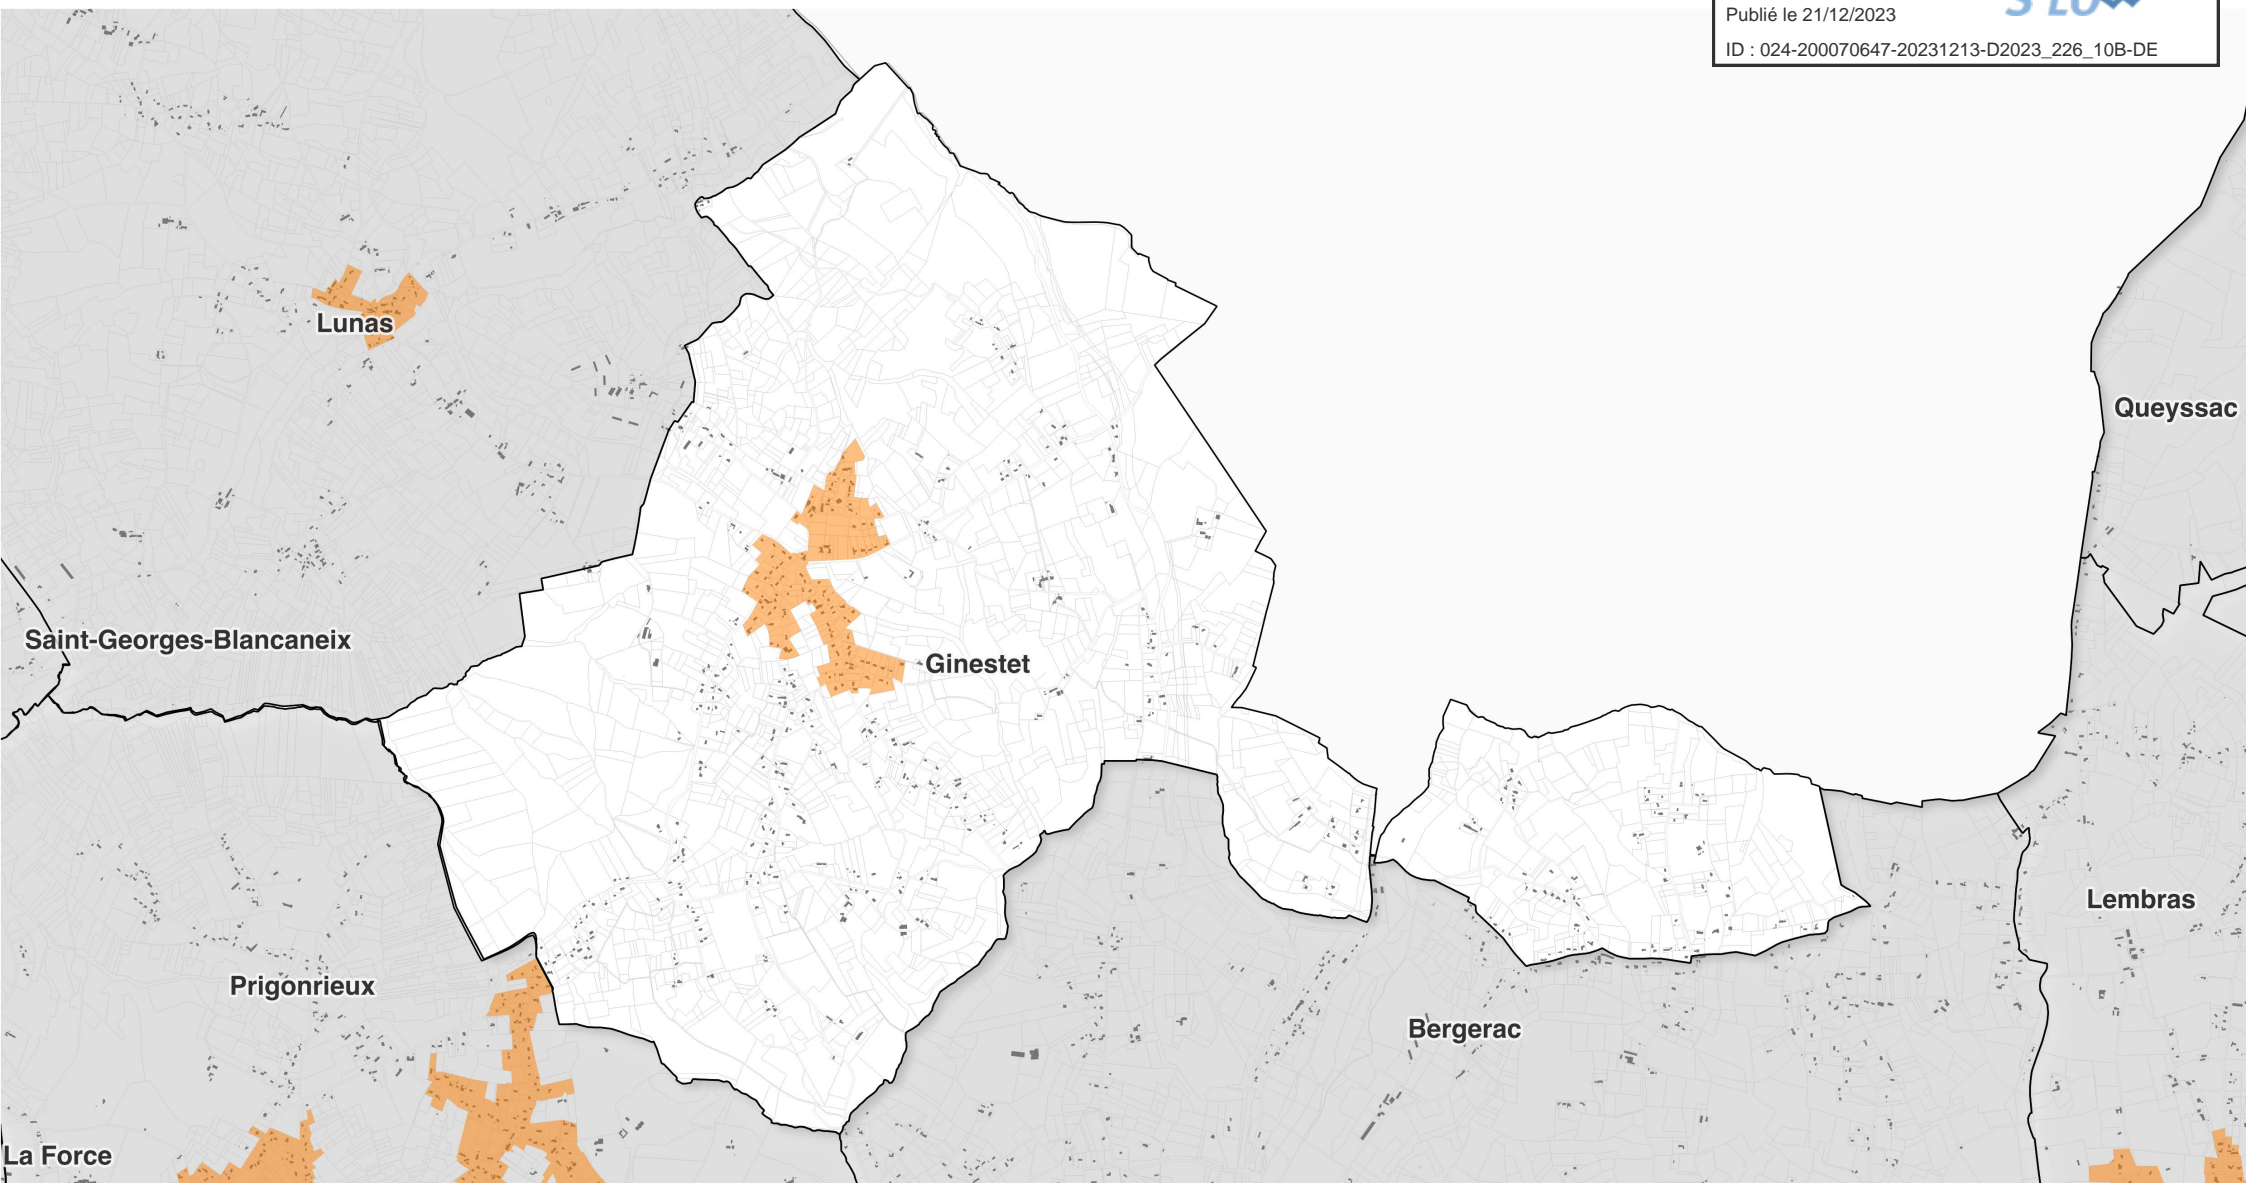 Publié le 21/12/2023
ID : 024-200070647-20231213-D2023_226_10B-DE
Lunas
Queyssac
Saint-Georges-Blancaneix
Ginestet
Lembras
Prigonrieux
Bergerac
La Force